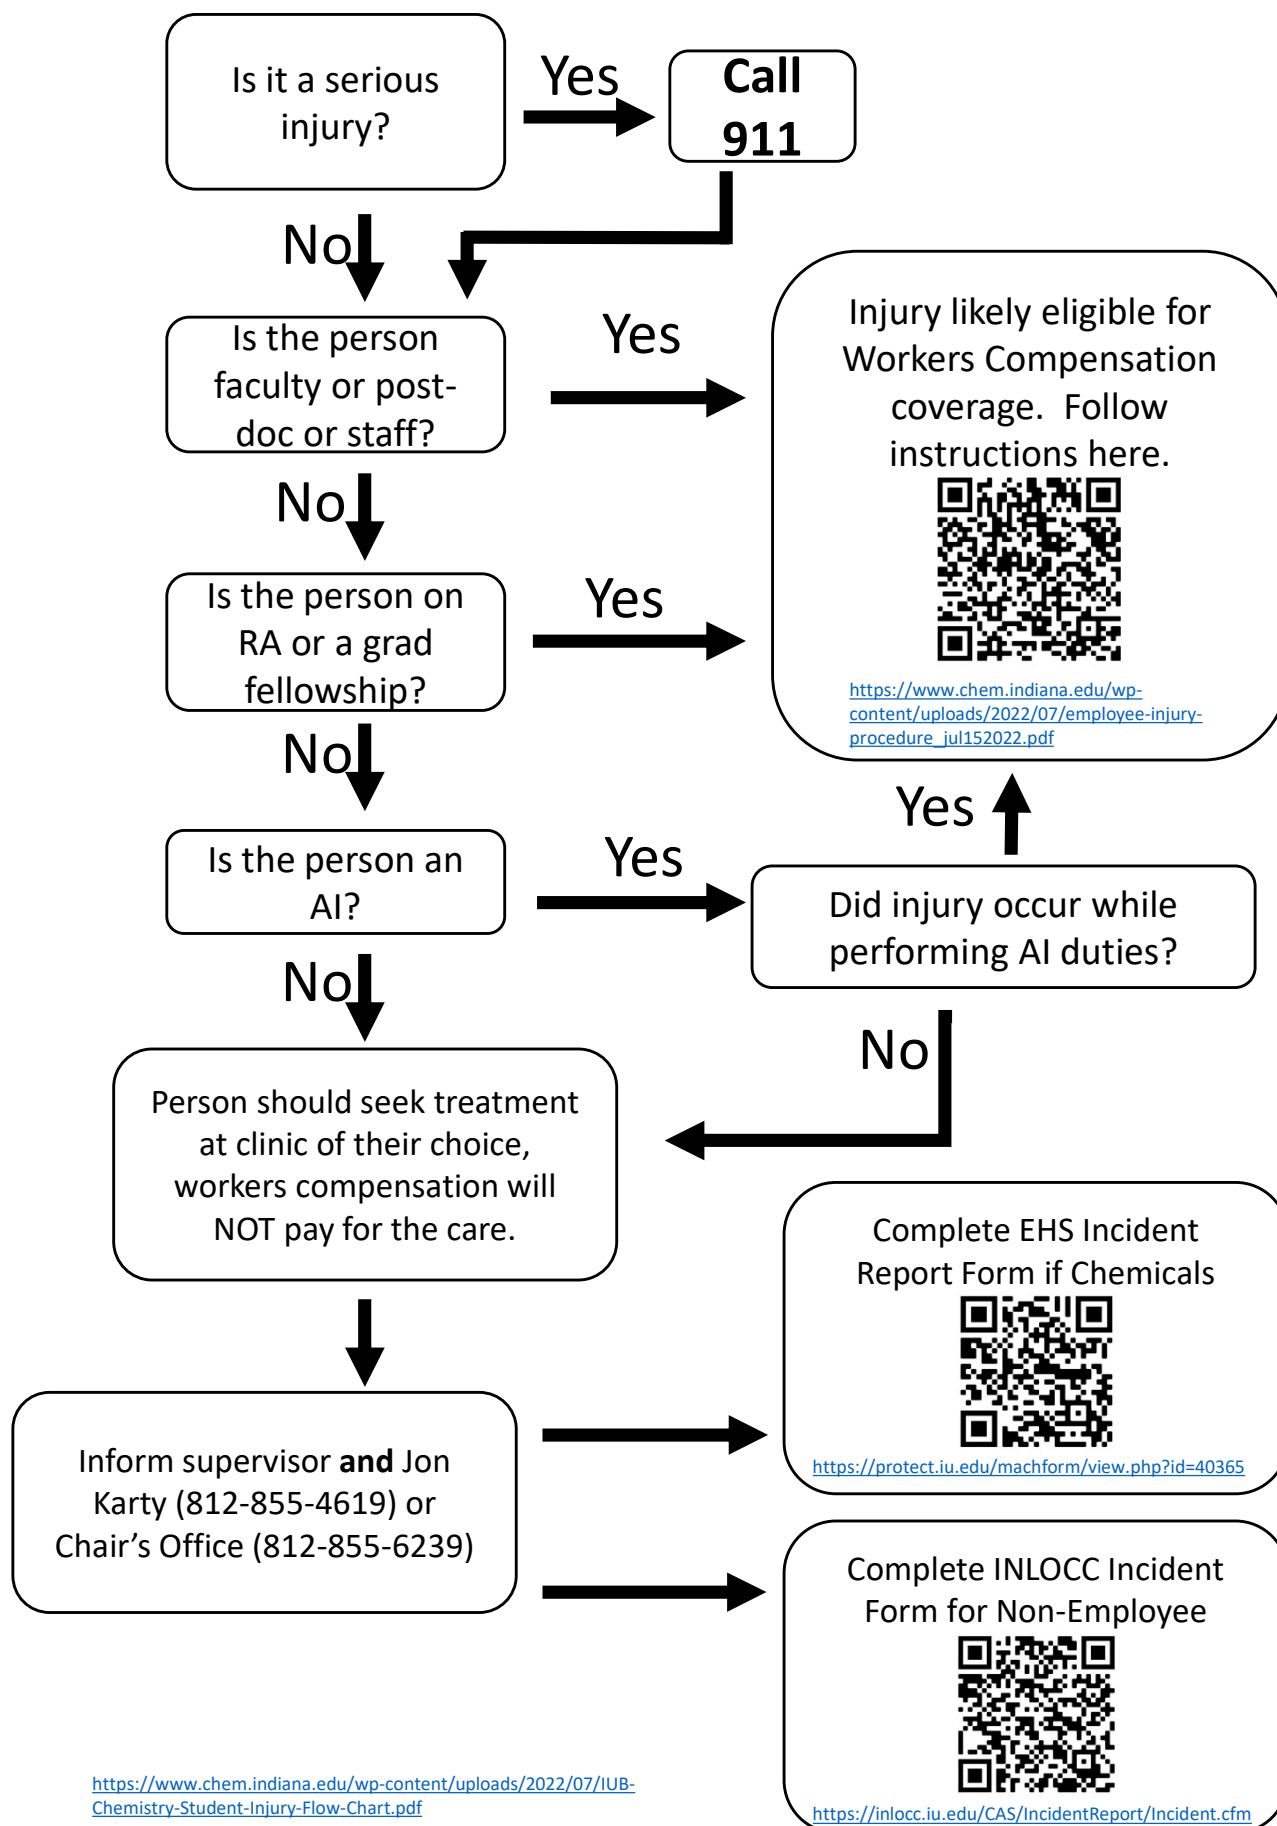 Is it a serious
injury?
Yes
Call
911
No
Is the person
faculty or post-
doc or staff?
Yes
Injury likely eligible for
Workers Compensation
coverage.  Follow
instructions here.
https://www.chem.indiana.edu/wp-
content/uploads/2022/07/employee-injury-
procedure_jul152022.pdf
No
Is the person on
RA or a grad
fellowship?
Yes
No
Is the person an
AI?
Yes
Did injury occur while
performing AI duties?
Yes
No
No
Person should seek treatment
at clinic of their choice,
workers compensation will
NOT pay for the care.
Inform supervisor and Jon
Karty (812-855-4619) or
Chair’s Office (812-855-6239)
Complete EHS Incident
Report Form if Chemicals
https://protect.iu.edu/machform/view.php?id=40365
Complete INLOCC Incident
Form for Non-Employee
https://inlocc.iu.edu/CAS/IncidentReport/Incident.cfm
https://www.chem.indiana.edu/wp-content/uploads/2022/07/IUB-
Chemistry-Student-Injury-Flow-Chart.pdf